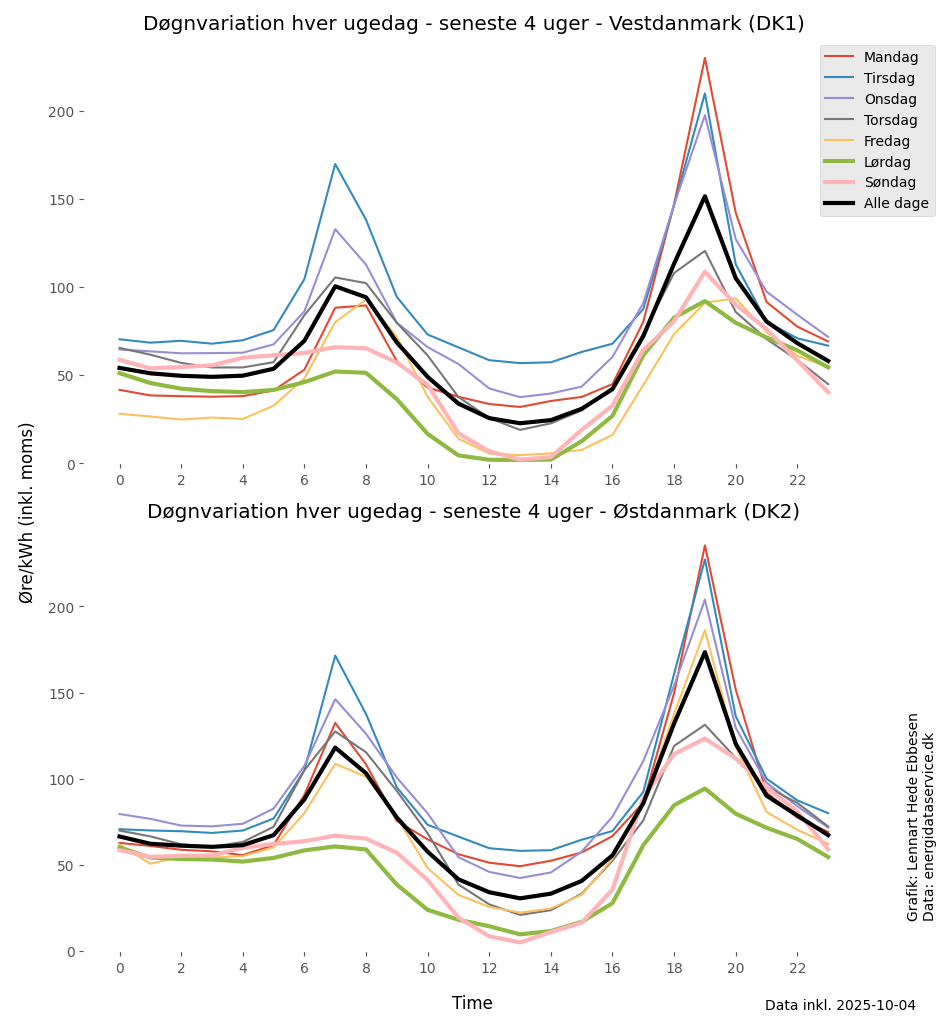 Døgnvariation hver ugedag - seneste 4 uger - Vestdanmark (DK1)
Mandag
Tirsdag
Onsdag
Torsdag
Fredag
Lørdag
Søndag
Alle dage
200
150
100
50
0
0 2 4 6 8 10 12 14 16 18 20 22
Øre/kWh (inkl. moms)
Døgnvariation hver ugedag - seneste 4 uger - Østdanmark (DK2)
200
150
100
50
0
0 2 4 6 8 10 12 14 16 18 20 22
Time
Grafik: Lennart Hede Ebbesen
Data: energidataservice.dk
Data inkl. 2025-10-04